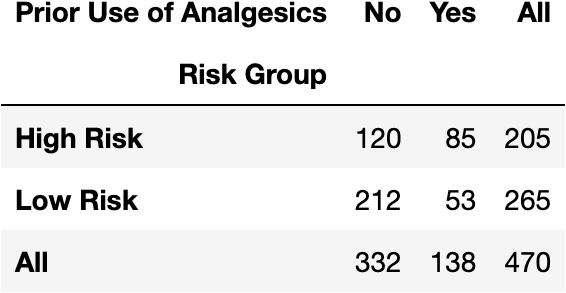 Prior Use of Analgesics No Yes All
Risk Group
High Risk 120 85 205
Low Risk 212 53 265
All 332 138 470